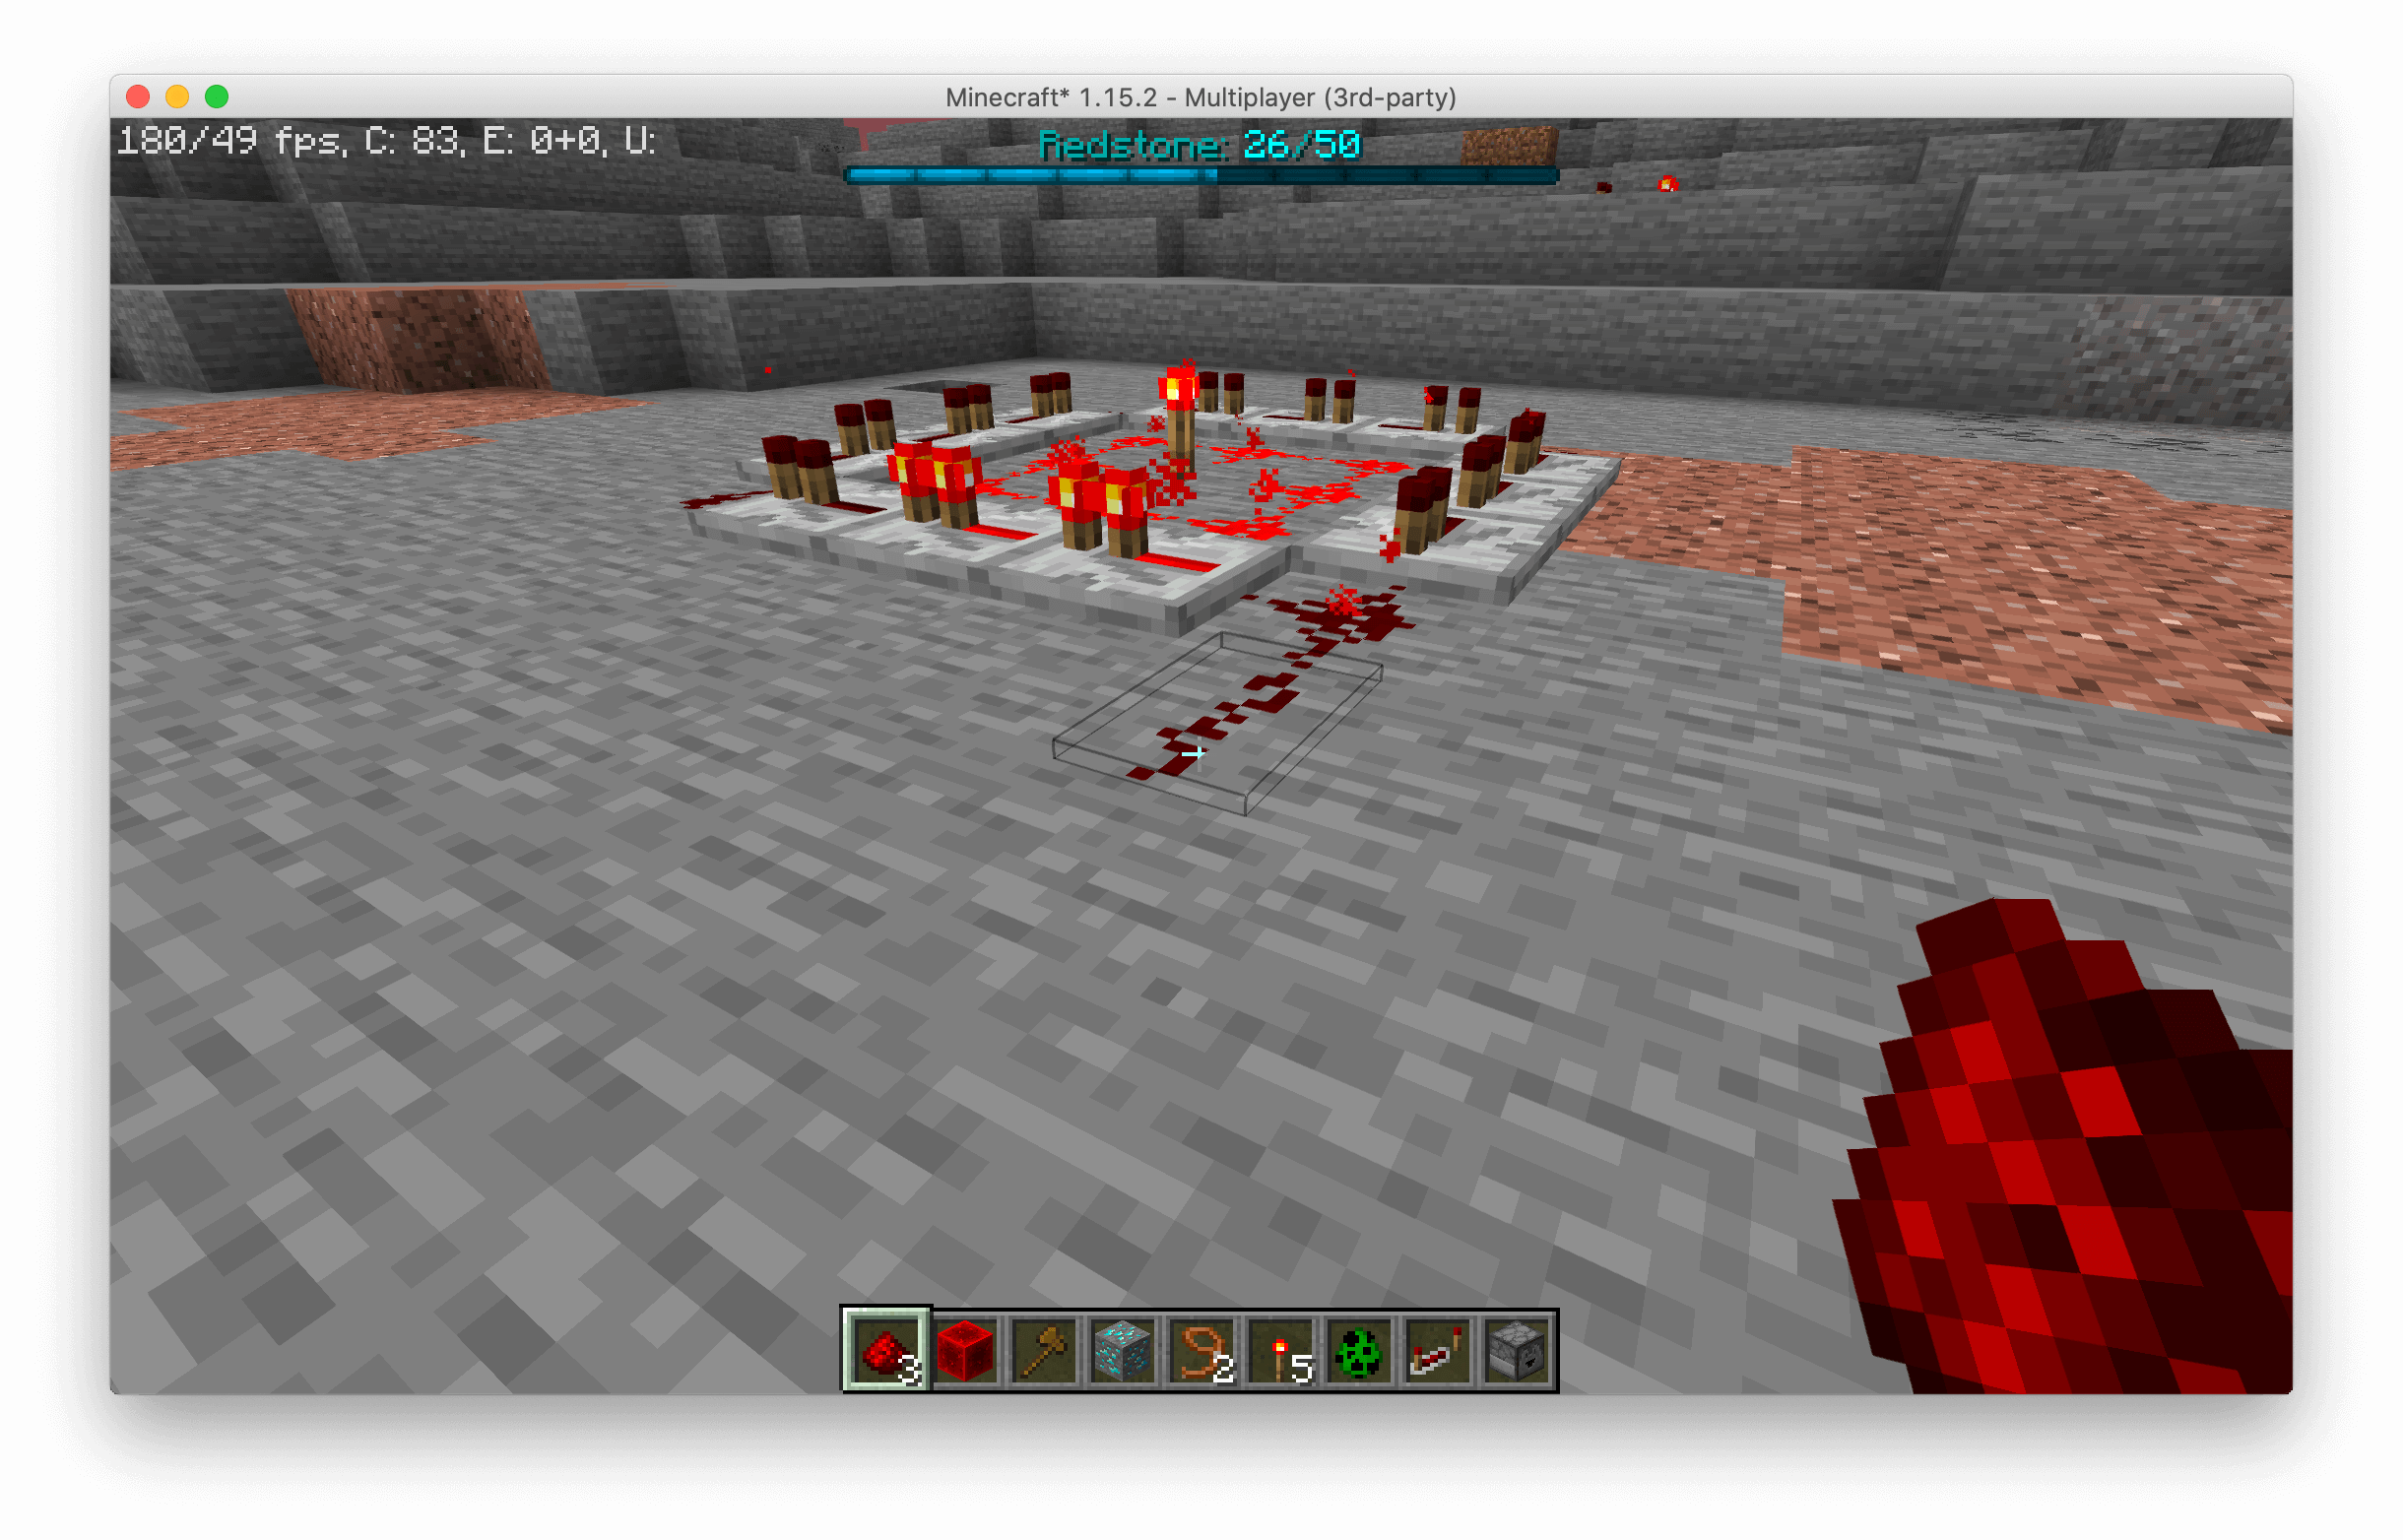 Minecraft* 1.15.2 - Multiplayer (3rd-party)
180/49 fps, C: 83, E: 0+0, U:
Redstone: 26/50
3
2
5